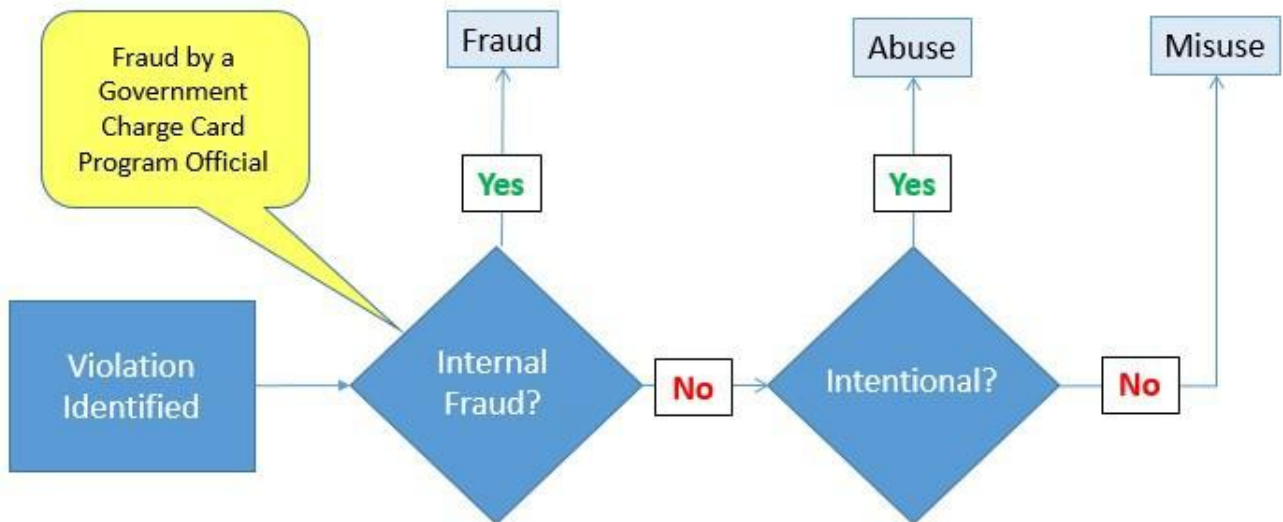 Fraud by a
Government
Charge Card
Program Official
Fraud
Abuse
Misuse
Yes
Yes
Violation
Identified
Internal
Fraud?
No
Intentional?
No